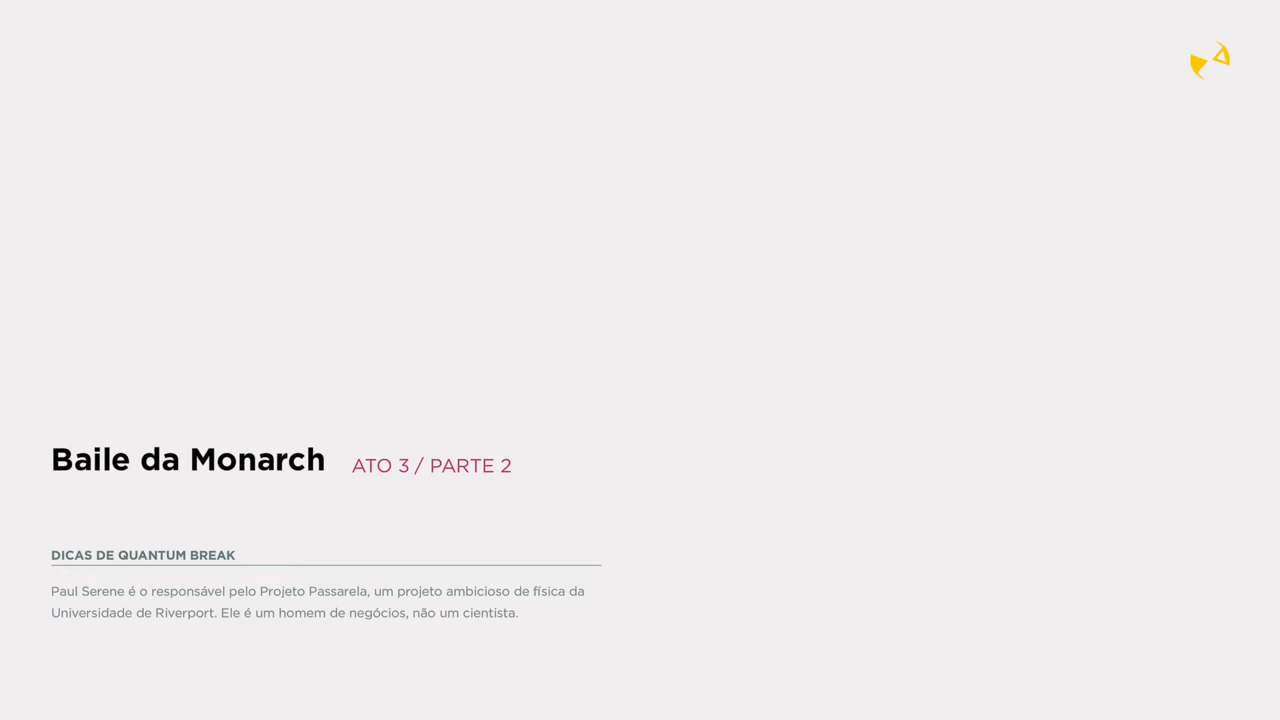 Baile da Monarch ATO 3 / PARTE 2
DICAS DE QUANTUM BREAK
Paul Serene é o responsável pelo Projeto Passarela, um projeto ambicioso de física da
Universidade de Riverport. Ele é um homem de negócios, não um cientista.